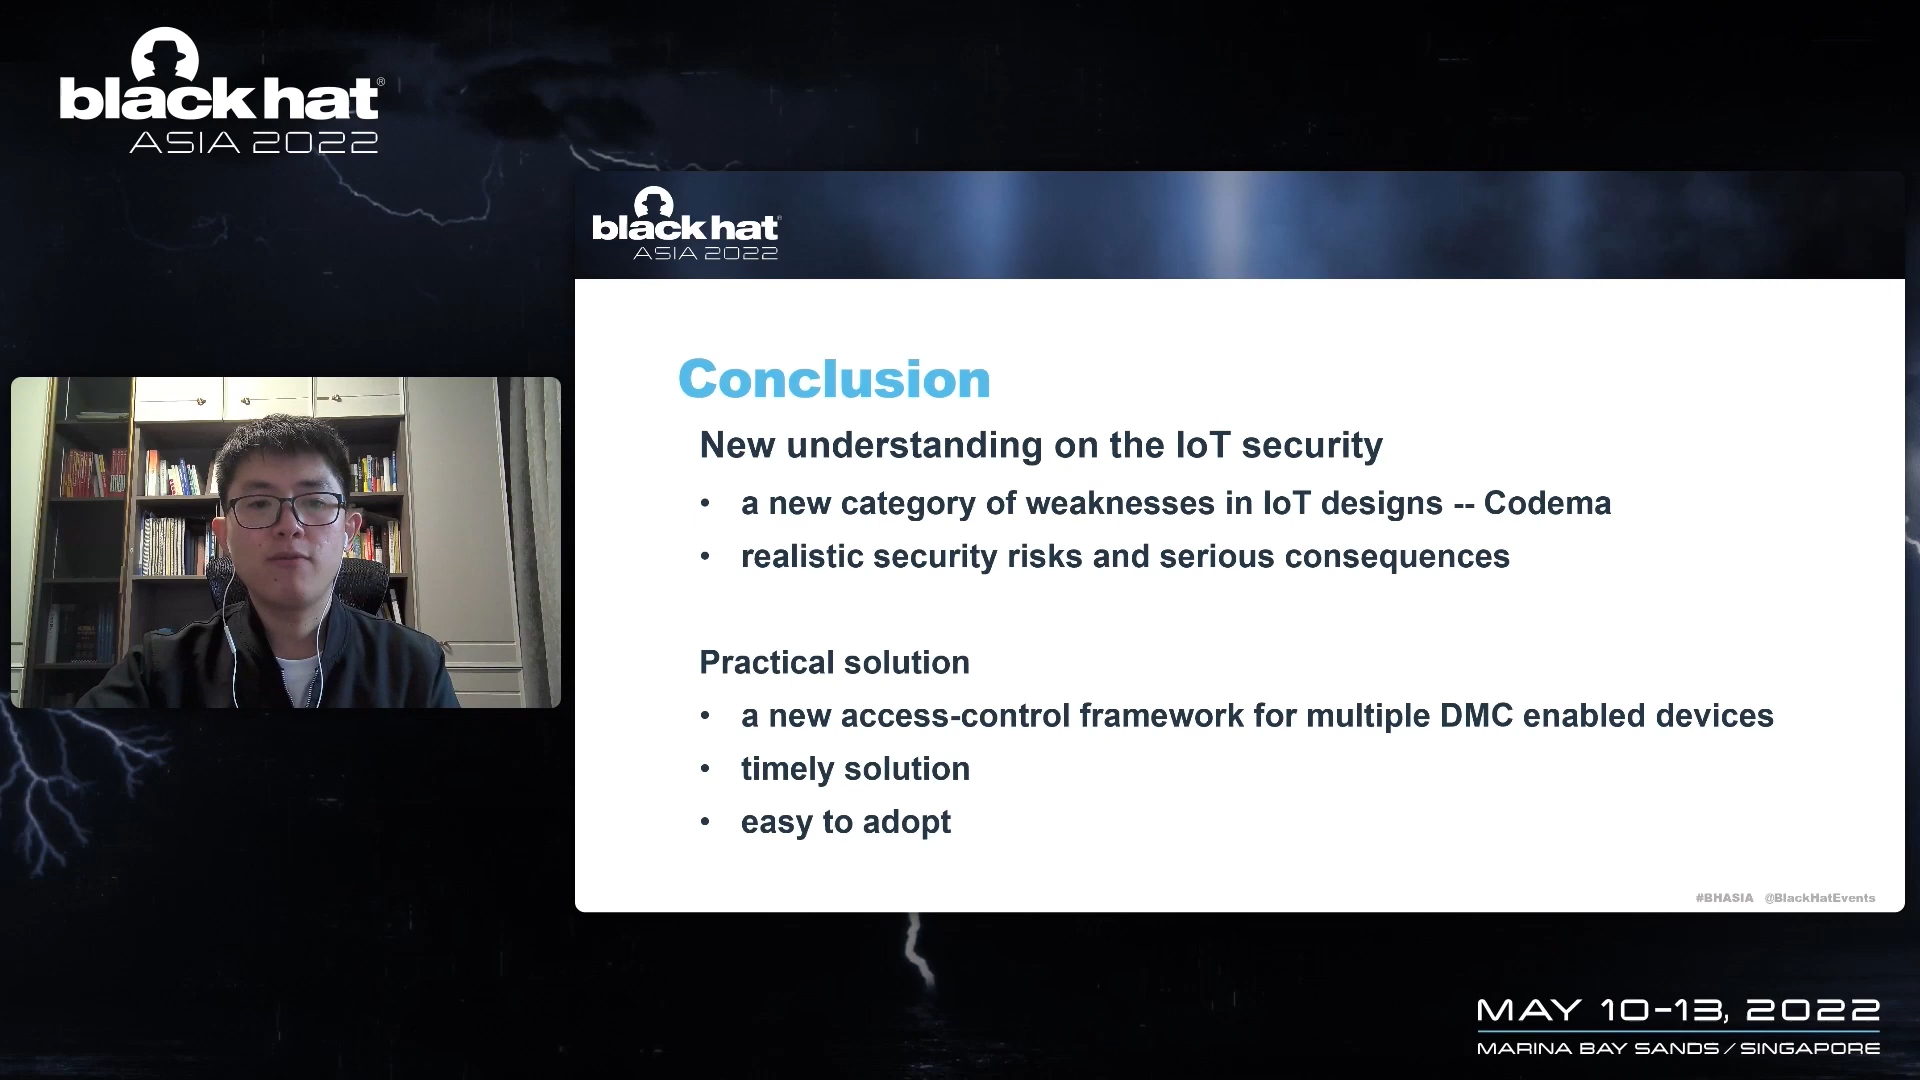 black hat®
ASIA 2022
black hat®
ASIA 2022
Conclusion
New understanding on the IoT security
• a new category of weaknesses in IoT designs -- Codema
• realistic security risks and serious consequences
Practical solution
• a new access-control framework for multiple DMC enabled devices
• timely solution
• easy to adopt
#BHASIA @BlackHatEvents
MAY 10-13, 2022
MARINA BAY SANDS / SINGAPORE